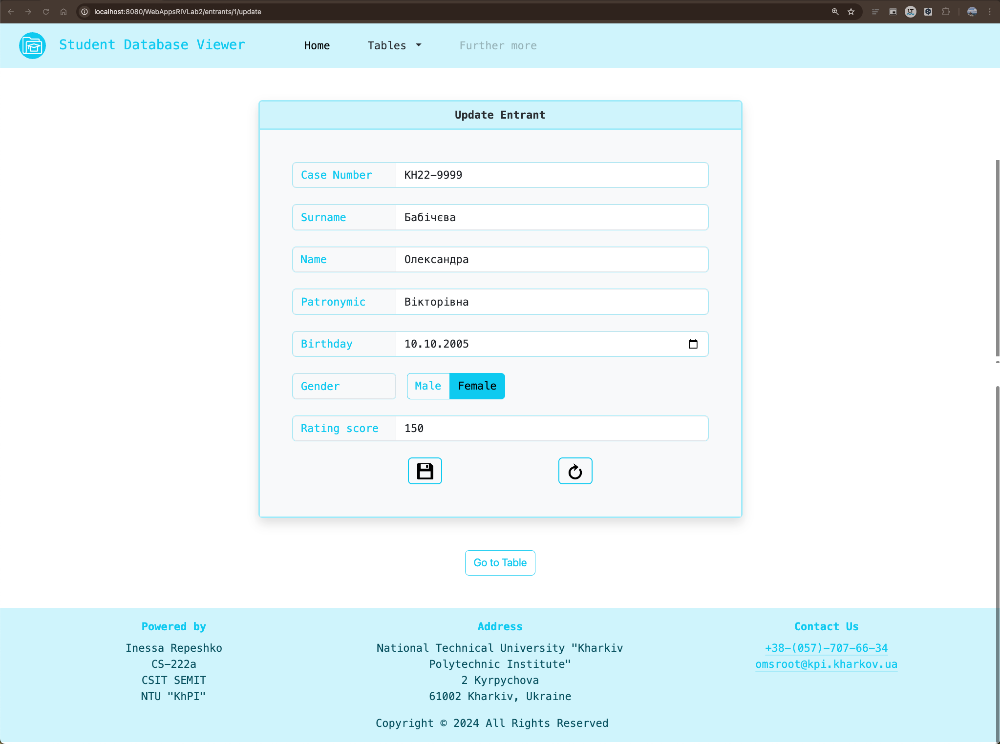 localhost:8080/WebAppsRIVLab2/entrants/1/update
LT
Student Database Viewer
Home
Tables
Further more
Update Entrant
Case Number
KH22-9999
Surname
Бабічєва
Name
Олександра
Patronymic
Вікторівна
Birthday
10.10.2005
Gender
Male
Female
Rating score
150
Go to Table
Powered by
Inessa Repeshko
CS-222a
CSIT SEMIT
NTU "KhPI"
Address
National Technical University "Kharkiv
Polytechnic Institute"
2 Kyrpychova
61002 Kharkiv, Ukraine
Contact Us
+38-(057)-707-66-34
omsroot@kpi.kharkov.ua
Copyright © 2024 All Rights Reserved